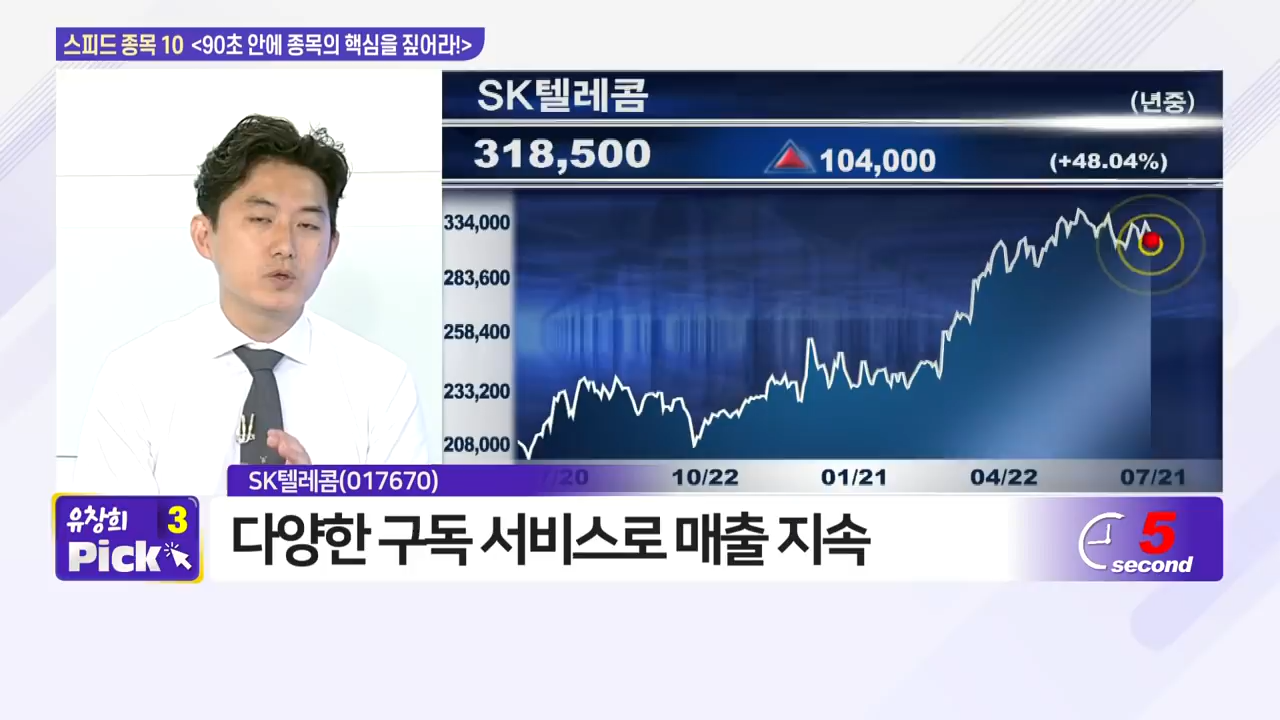 스피드 종목 10 <90초 안에 종목의 핵심을 짚어라!>
SK텔레콤
(년중)
318,500
104,000
(+48.04%)
334,000
283,600
258,400
233,200
208,000
/20
10/22
01/21
04/22
07/21
SK텔레콤(017670)
유창희 3
Pick
다양한 구독 서비스로 매출 지속
5
second